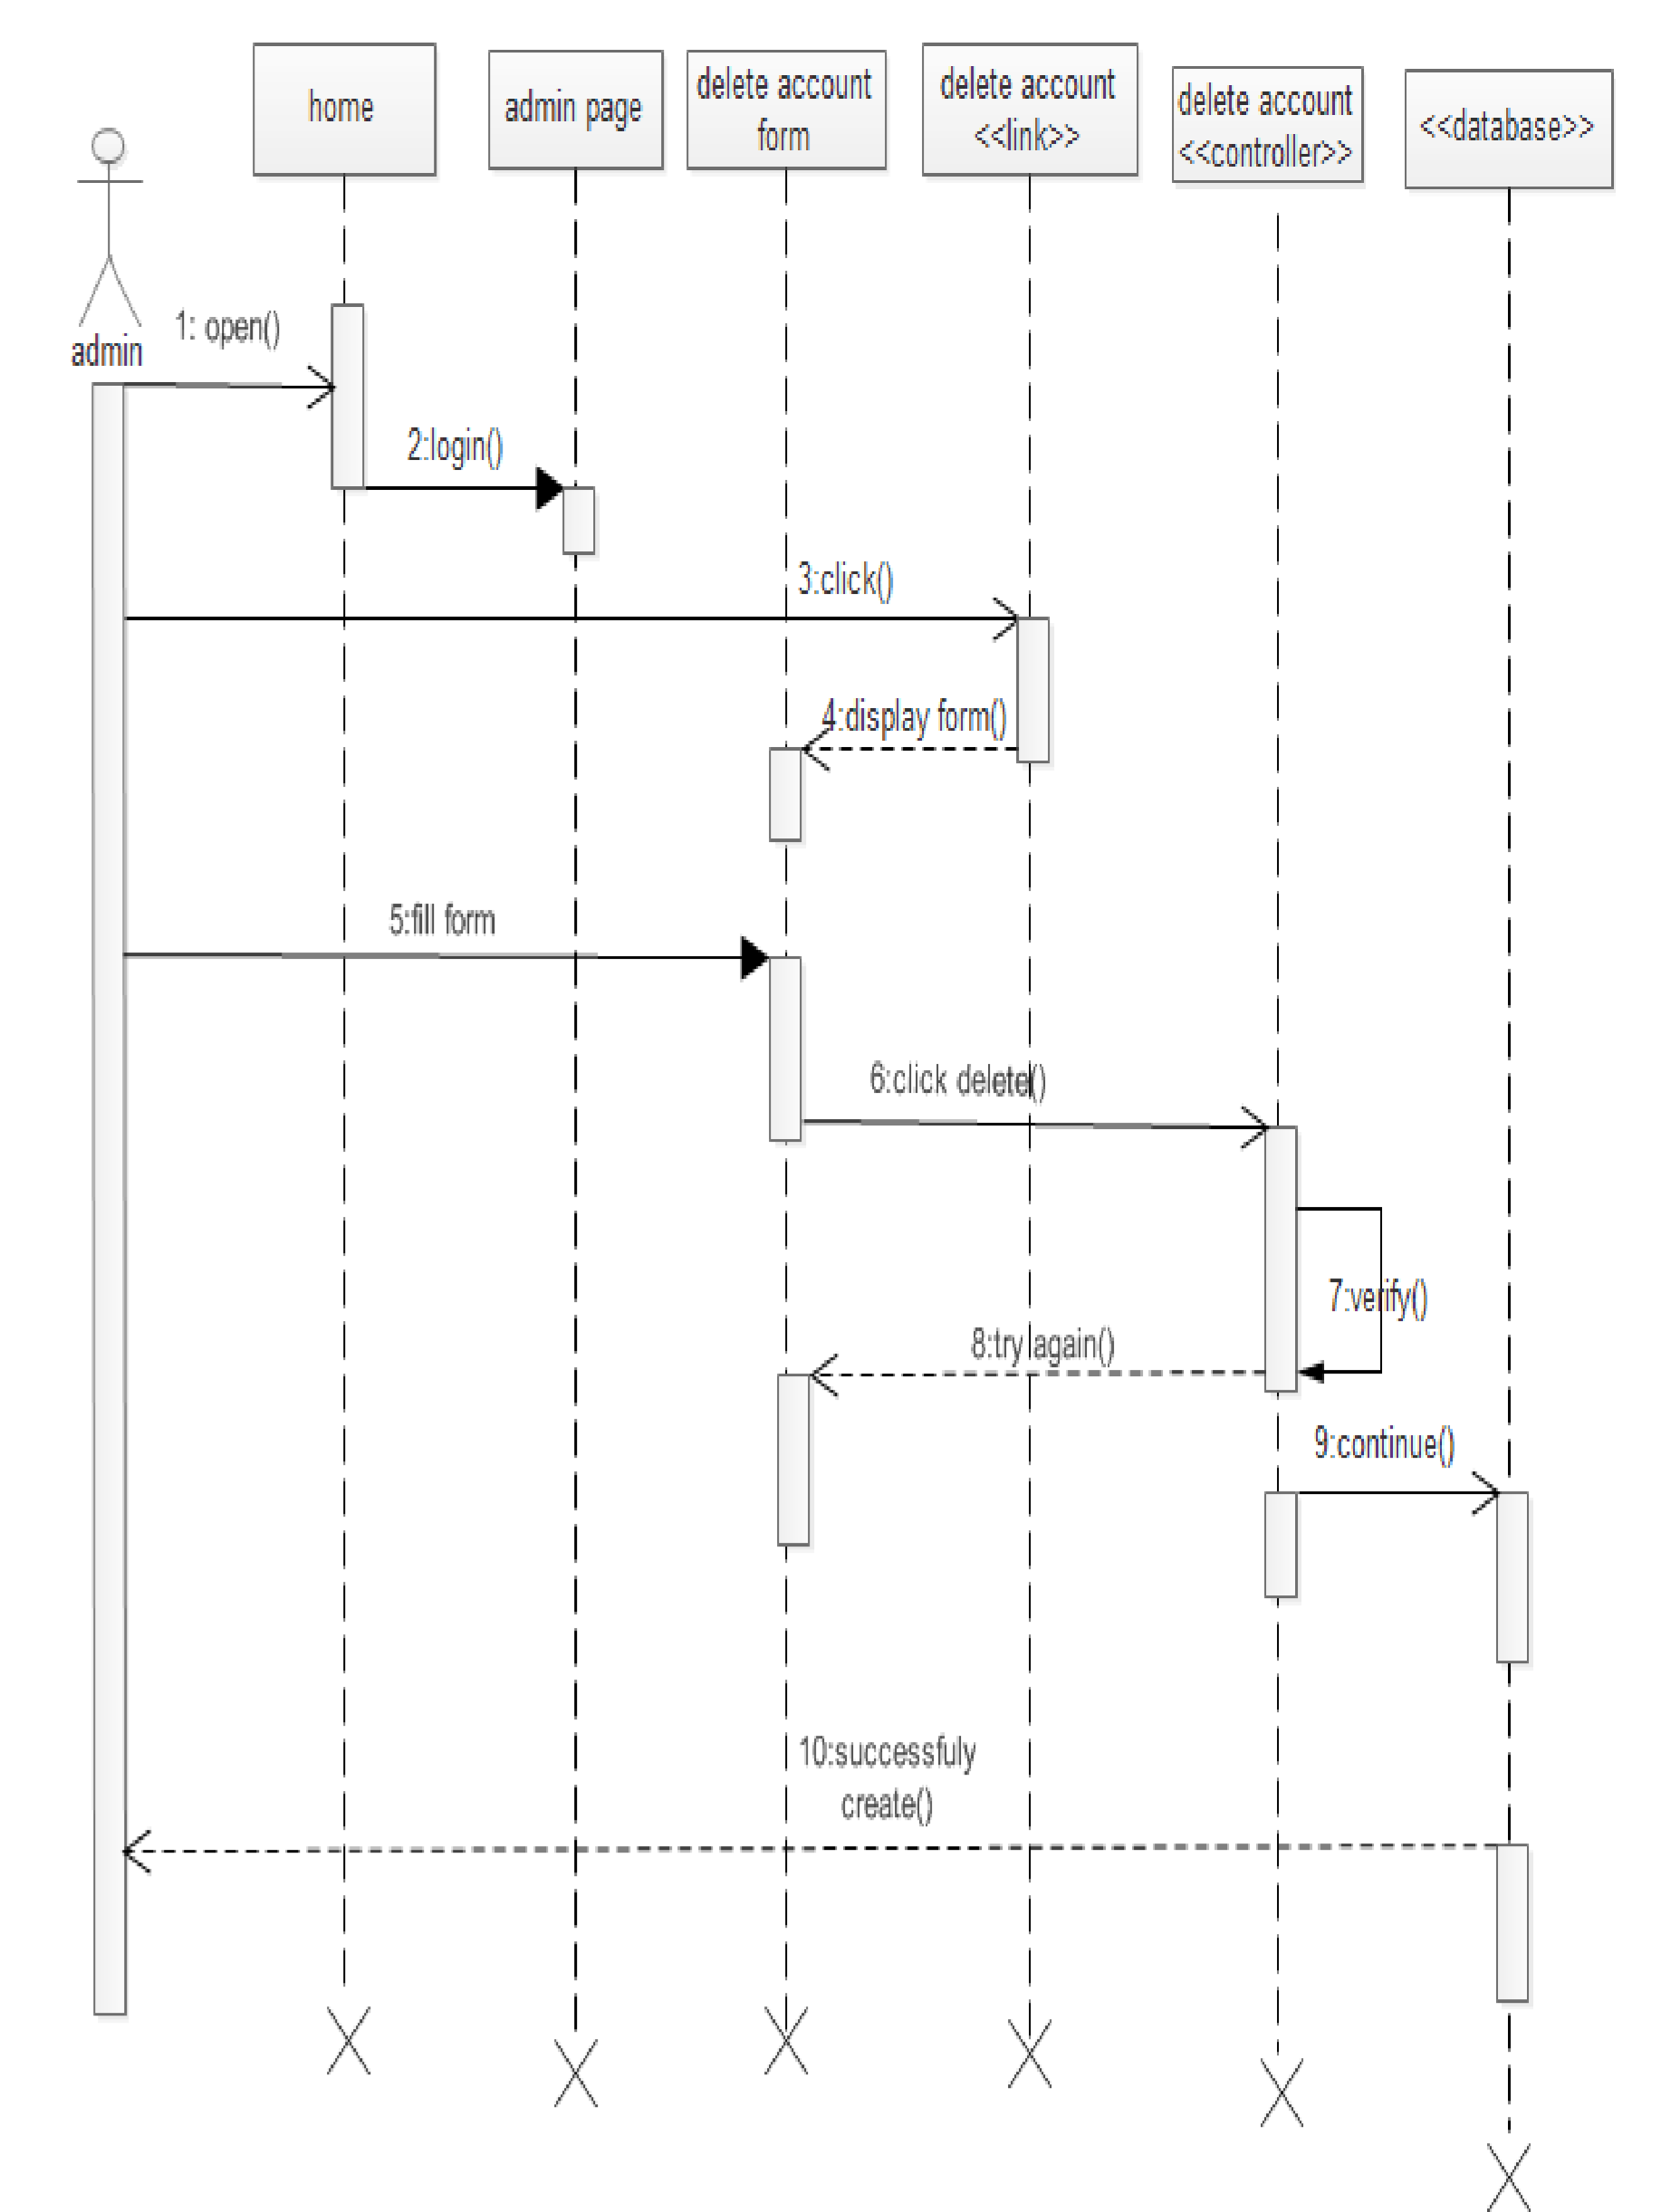 home
admin page
delete account
form
delete account
<<link>>
delete account
<<controller>>
<<database>>
admin
1: open()
2:login()
3:click()
4:display form()
5:fill form
6:click delete()
7:verify()
8:try again()
9:continue()
10:successfuly
create()